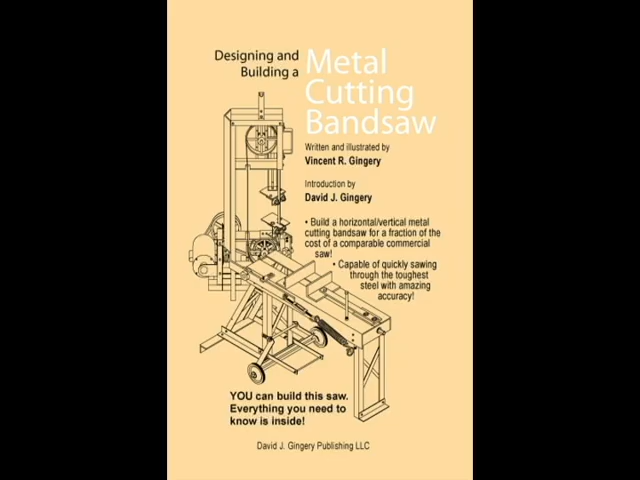 Designing and
Building a
Metal
Cutting
Bandsaw
Written and illustrated by
Vincent R. Gingery
Introduction by
David J. Gingery
• Build a horizontal/vertical metal
cutting bandsaw for a fraction of the
cost of a comparable commercial
saw!
• Capable of quickly sawing
through the toughest
steel with amazing
accuracy!
YOU can build this saw.
Everything you need to
know is inside!
David J. Gingery Publishing LLC